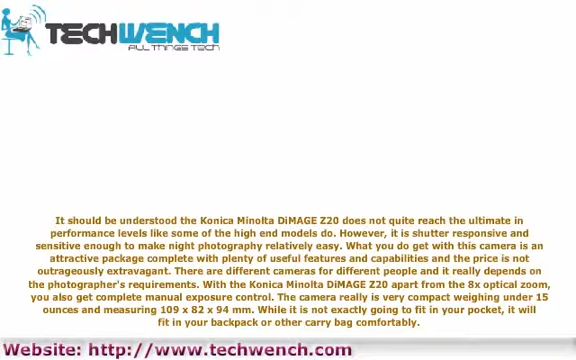 TECHWENCH
ALL THINGS TECH
It should be understood the Konica Minolta DiMAGE Z20 does not quite reach the ultimate in
performance levels like some of the high end models do. However, it is shutter responsive and
sensitive enough to make night photography relatively easy. What you do get with this camera is an
attractive package complete with plenty of useful features and capabilities and the price is not
outrageously extravagant. There are different cameras for different people and it really depends on
the photographer's requirements. With the Konica Minolta DiMAGE Z20 apart from the 8x optical zoom,
you also get complete manual exposure control. The camera really is very compact weighing under 15
ounces and measuring 109 x 82 x 94 mm. While it is not exactly going to fit in your pocket, it will
fit in your backpack or other carry bag comfortably.
Website: http://www.techwench.com